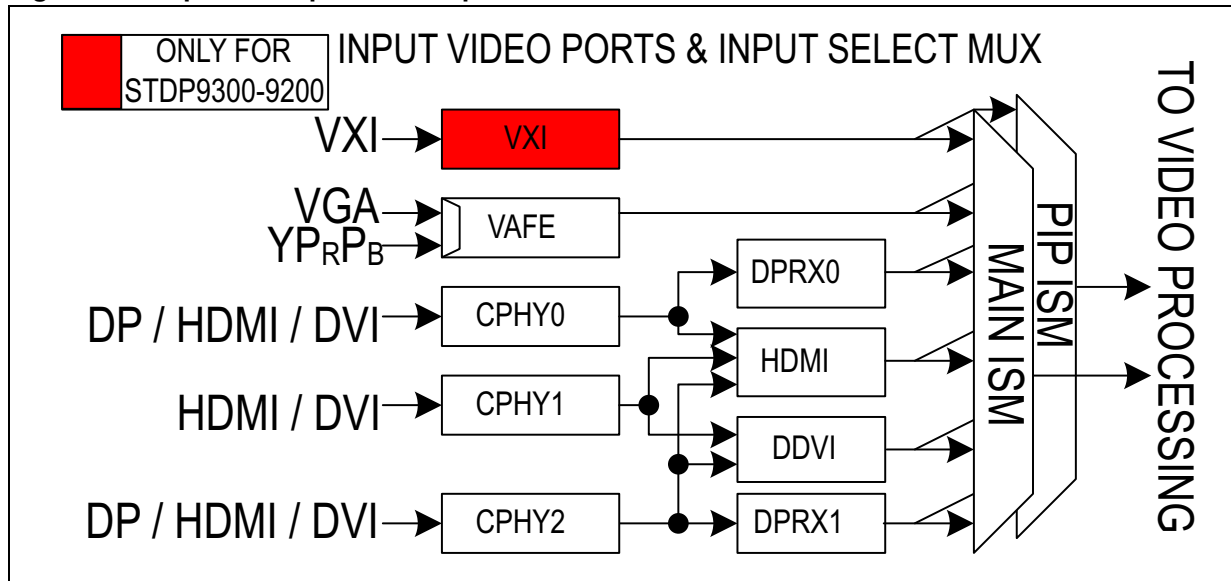 ONLY FOR
STDP9300-9200
INPUT VIDEO PORTS & INPUT SELECT MUX
VXI
VXI
VGA
YPRPB
VAFE
DP / HDMI / DVI
CPHY0
DPRX0
HDMI
HDMI / DVI
CPHY1
DDVI
DP / HDMI / DVI
CPHY2
DPRX1
MAIN ISM
PIP ISM
TO VIDEO PROCESSING